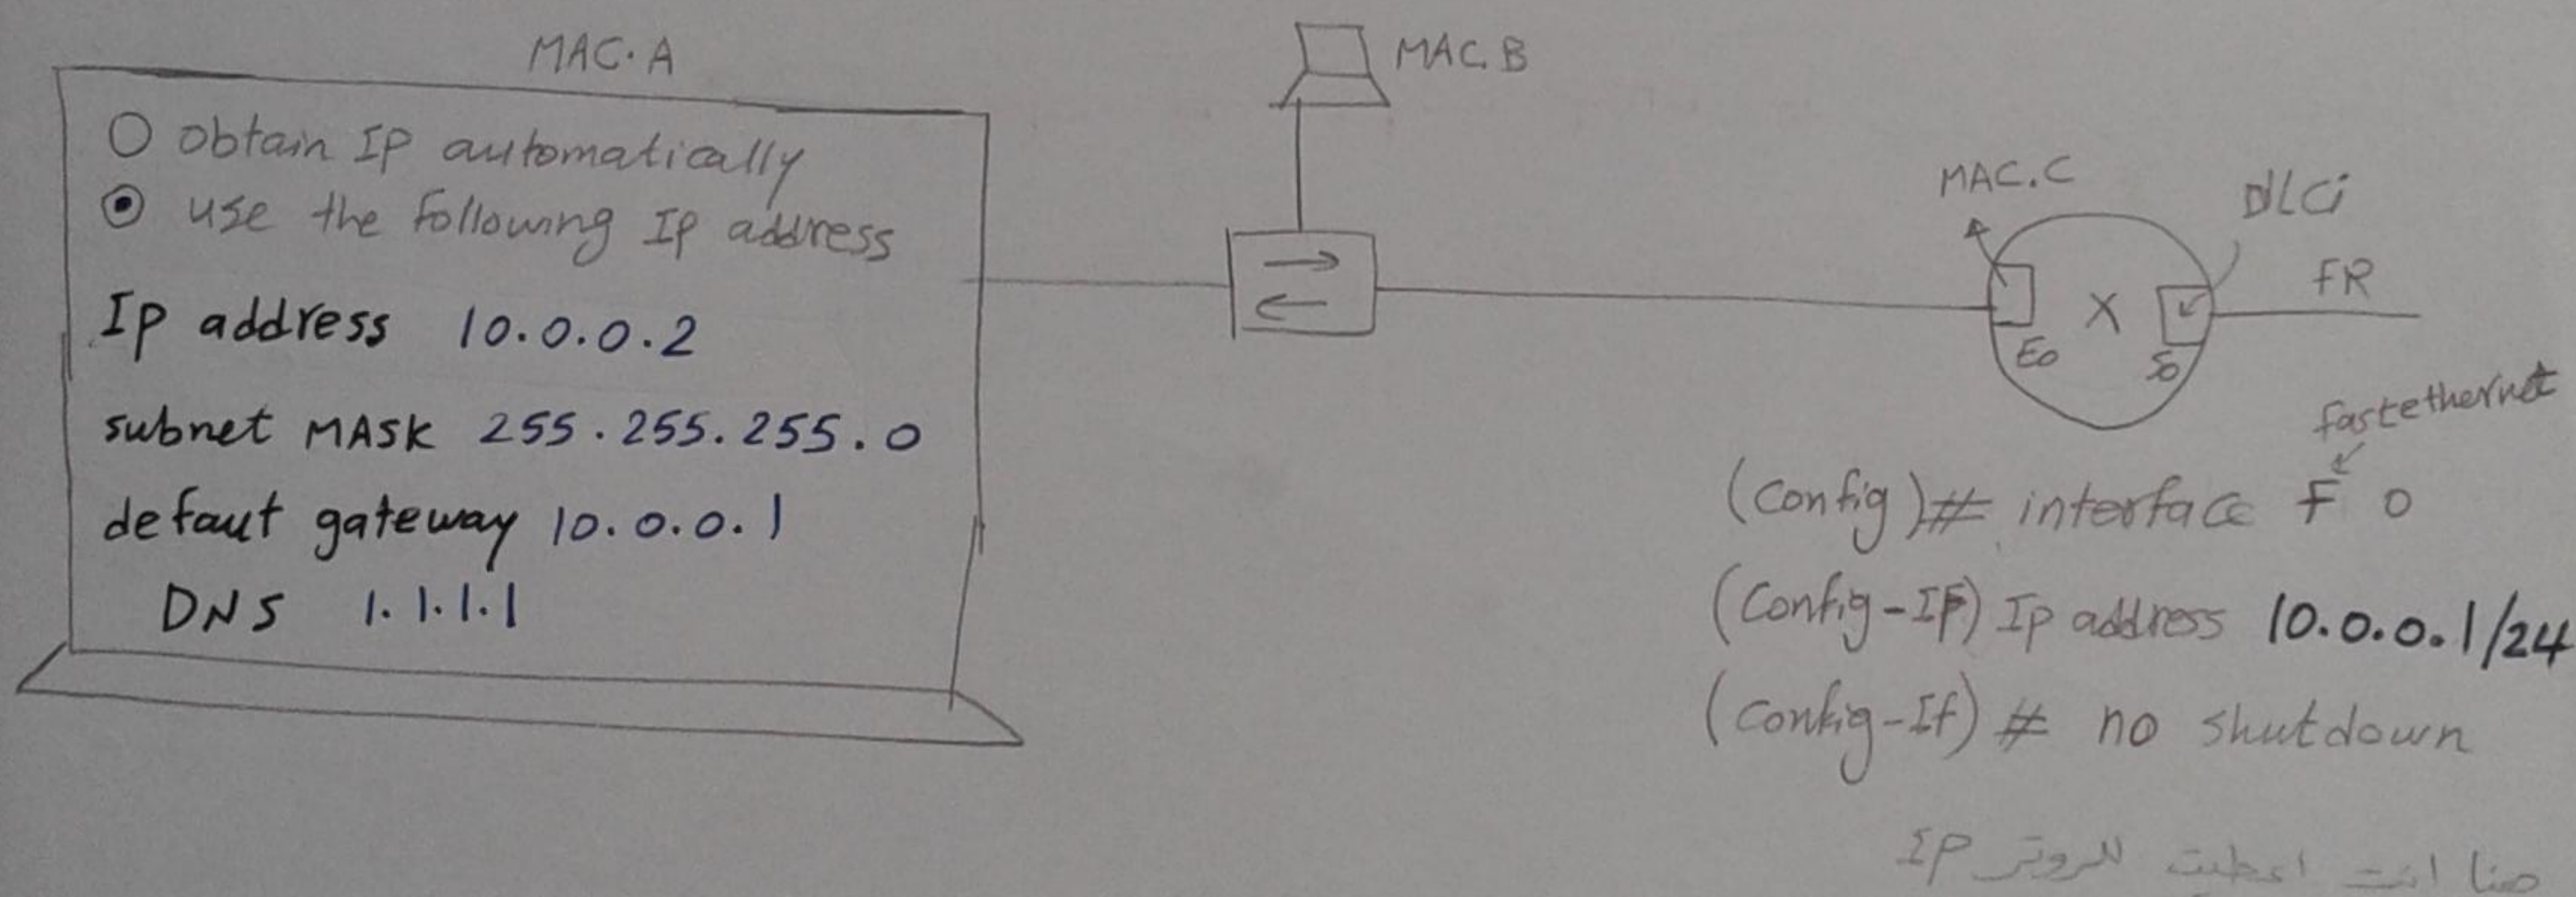 MAC.A
O obtain IP automatically
⊙ use the following IP address
Ip address 10.0.0.2
subnet MASK 255.255.255.0
defaut gateway 10.0.0.1
DNS 1.1.1.1
MAC.B
MAC.C
DLCi
FR
E0
X
S0
fastethernet
(Config)# interface F 0
(Config-IF) Ip address 10.0.0.1/24
(Config-If) # no shutdown
هنا انت اعطيت للروتر IP